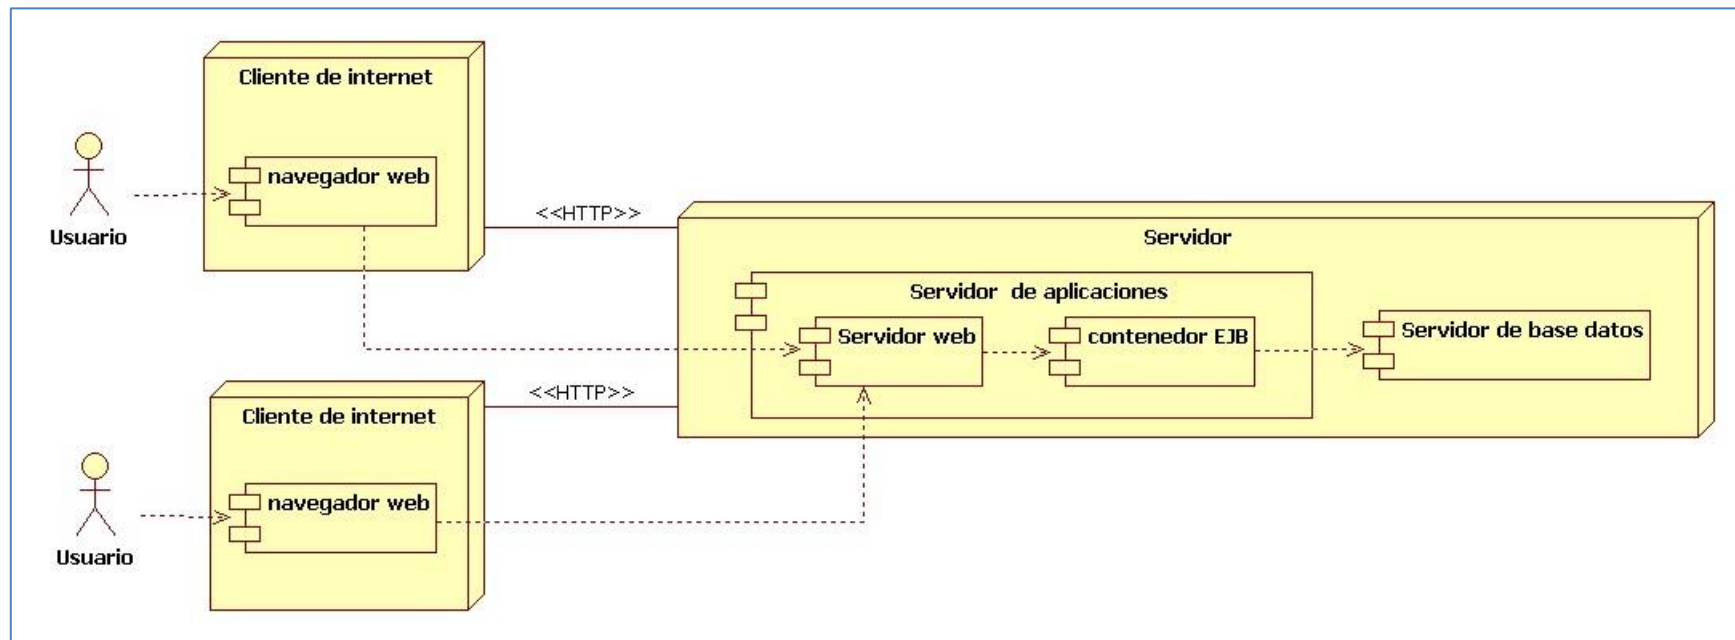 Cliente de internet
navegador web
Usuario
<<HTTP>>
Servidor
Servidor de aplicaciones
Servidor web
contenedor EJB
Servidor de base datos
<<HTTP>>
Cliente de internet
navegador web
Usuario